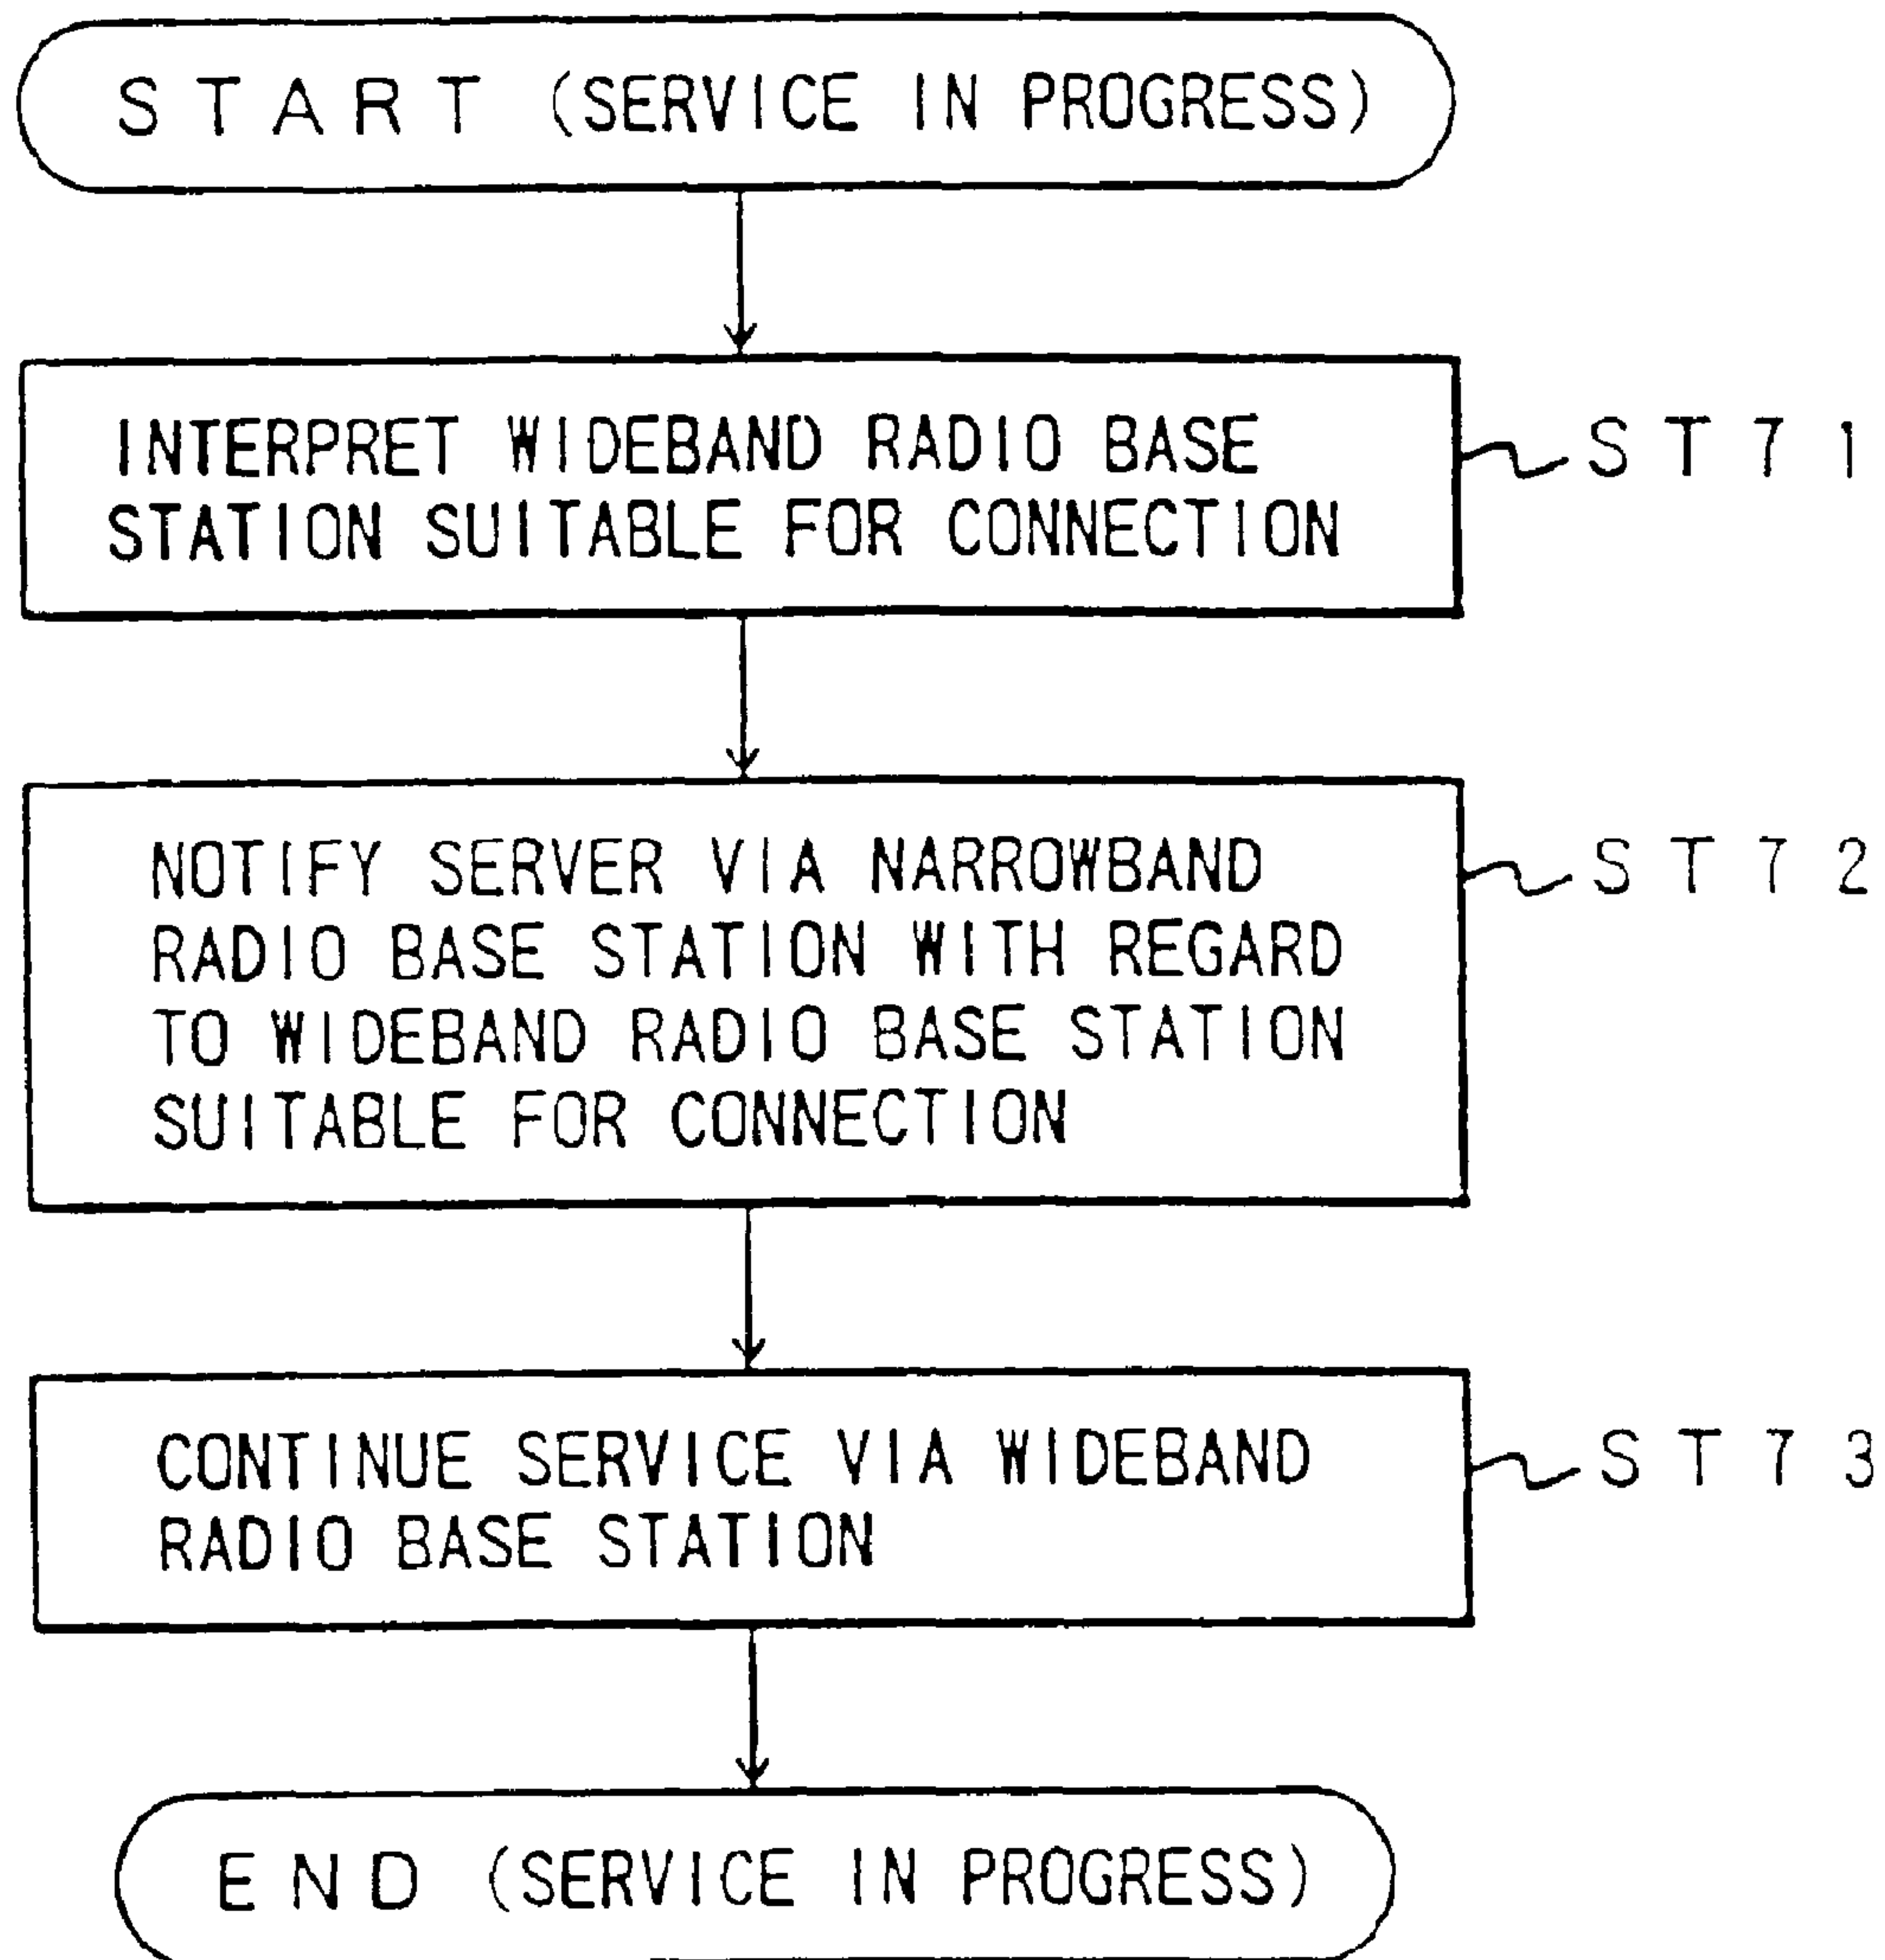 START (SERVICE IN PROGRESS)
INTERPRET WIDEBAND RADIO BASE
STATION SUITABLE FOR CONNECTION
ST71
NOTIFY SERVER VIA NARROWBAND
RADIO BASE STATION WITH REGARD
TO WIDEBAND RADIO BASE STATION
SUITABLE FOR CONNECTION
ST72
CONTINUE SERVICE VIA WIDEBAND
RADIO BASE STATION
ST73
END (SERVICE IN PROGRESS)